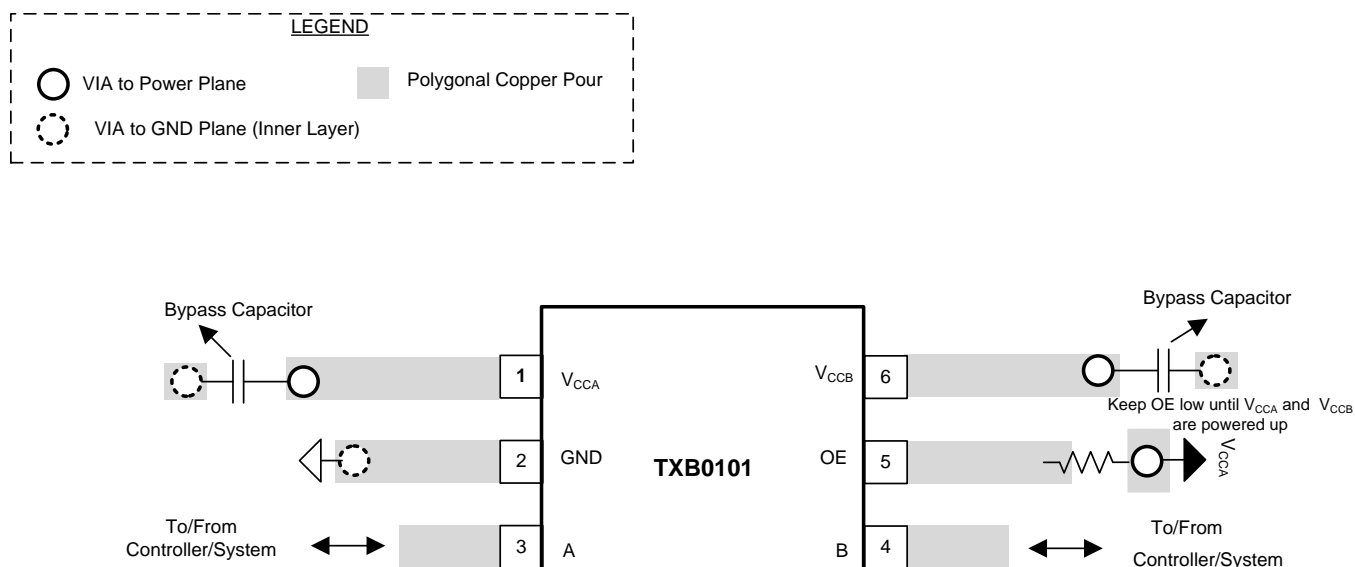 LEGEND
VIA to Power Plane
Polygonal Copper Pour
VIA to GND Plane (Inner Layer)
Bypass Capacitor
Bypass Capacitor
1
VCCA
VCCB
6
Keep OE low until VCCA and VCCB
are powered up
2
GND
TXB0101
OE
5
VCCA
To/From
Controller/System
3
A
B
4
To/From
Controller/System